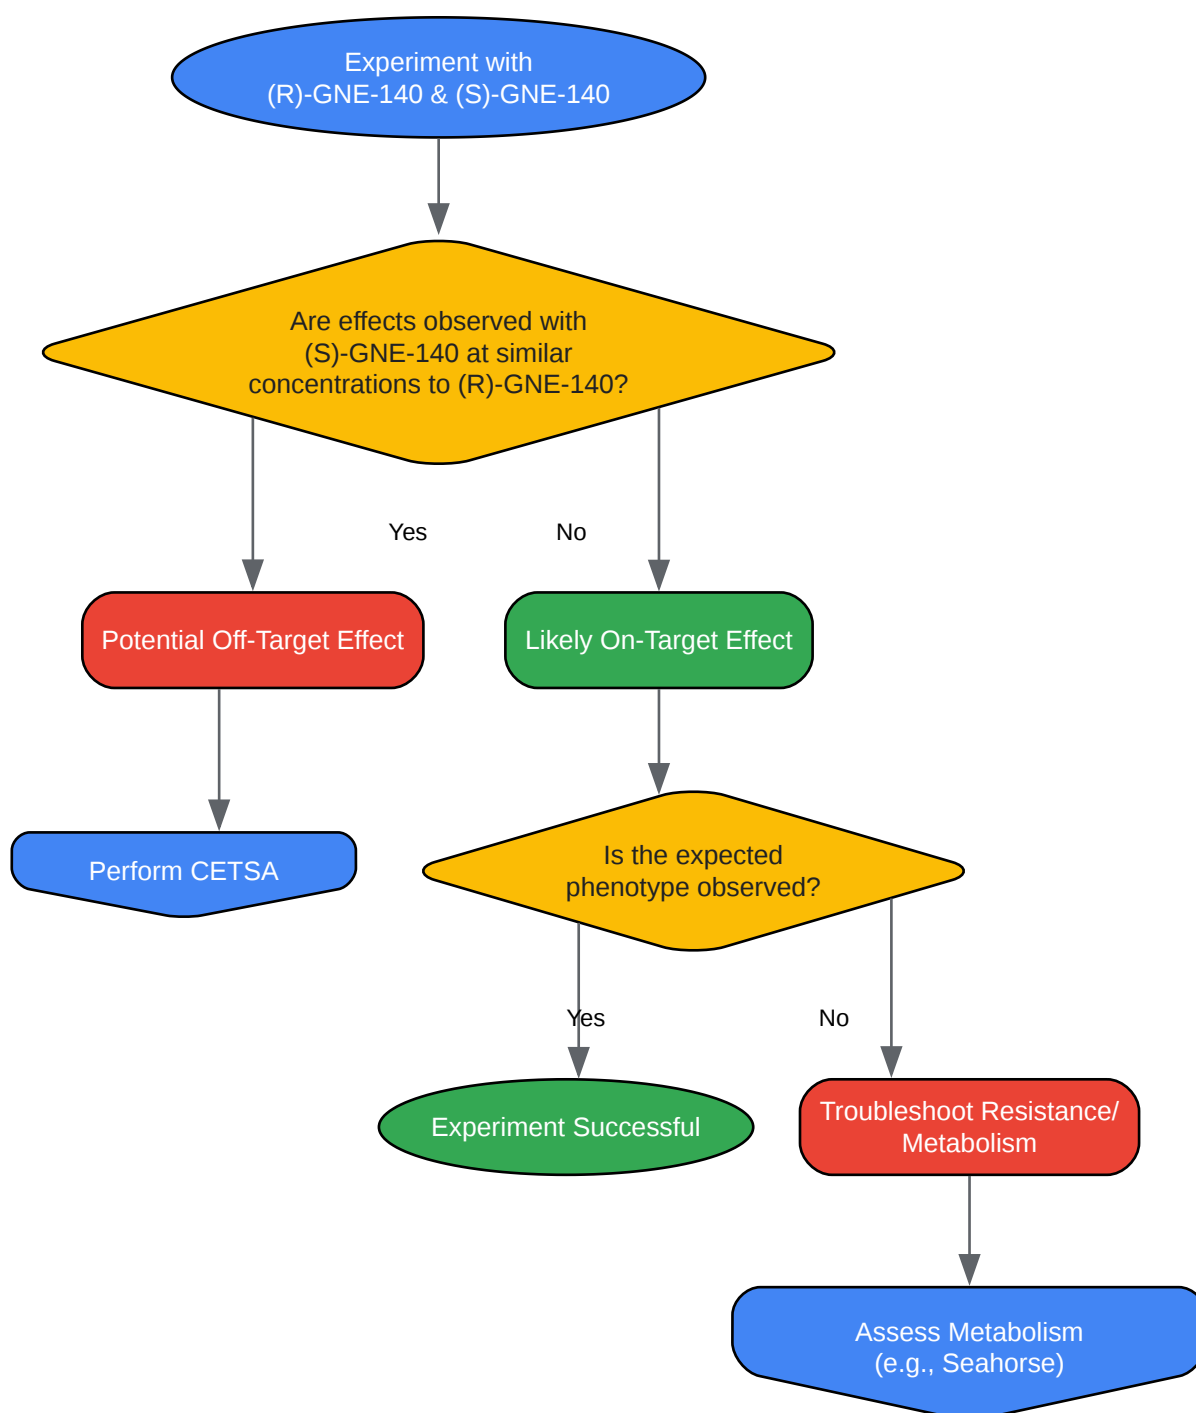 Experiment with
(R)-GNE-140 & (S)-GNE-140
Are effects observed with
(S)-GNE-140 at similar
concentrations to (R)-GNE-140?
Yes
No
Potential Off-Target Effect
Likely On-Target Effect
Perform CETSA
Is the expected
phenotype observed?
Yes
No
Experiment Successful
Troubleshoot Resistance/
Metabolism
Assess Metabolism
(e.g., Seahorse)